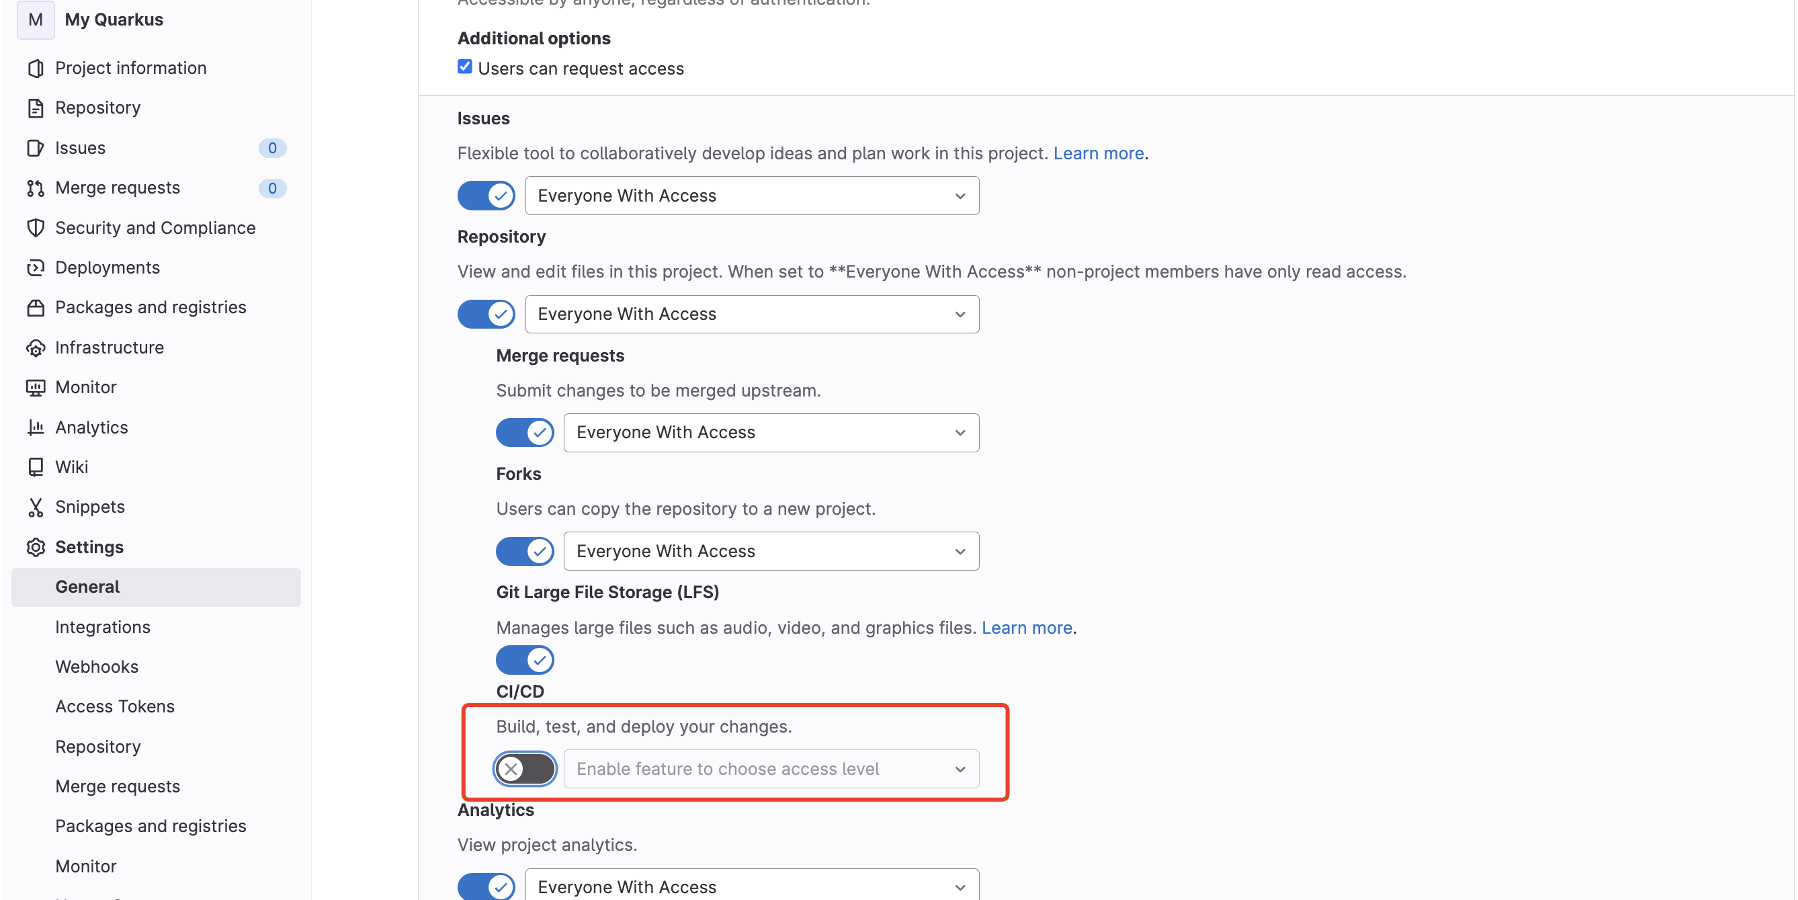 M My Quarkus
Project information
Repository
Issues 0
Merge requests 0
Security and Compliance
Deployments
Packages and registries
Infrastructure
Monitor
Analytics
Wiki
Snippets
Settings
General
Integrations
Webhooks
Access Tokens
Repository
Merge requests
Packages and registries
Monitor
Accessible by anyone, regardless of authentication.
Additional options
Users can request access
Issues
Flexible tool to collaboratively develop ideas and plan work in this project. Learn more.
Everyone With Access
Repository
View and edit files in this project. When set to **Everyone With Access** non-project members have only read access.
Everyone With Access
Merge requests
Submit changes to be merged upstream.
Everyone With Access
Forks
Users can copy the repository to a new project.
Everyone With Access
Git Large File Storage (LFS)
Manages large files such as audio, video, and graphics files. Learn more.
CI/CD
Build, test, and deploy your changes.
Enable feature to choose access level
Analytics
View project analytics.
Everyone With Access